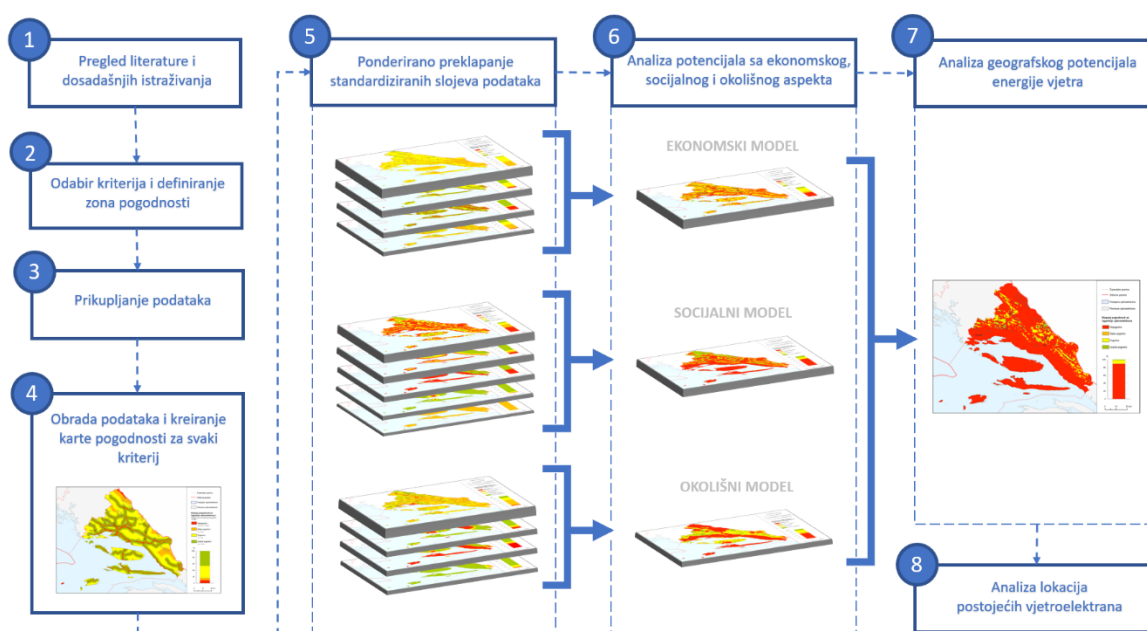 1
Pregled literature i
dosadašnjih istraživanja
2
Odabir kriterija i definiranje
zona pogodnosti
3
Prikupljanje podataka
4
Obrada podataka i kreiranje
karte pogodnosti za svaki
kriterij
5
Ponderirano preklapanje
standardiziranih slojeva podataka
6
Analiza potencijala sa ekonomskog,
socijalnog i okolišnog aspekta
EKONOMSKI MODEL
SOCIJALNI MODEL
OKOLIŠNI MODEL
7
Analiza geografskog potencijala
energije vjetra
8
Analiza lokacija
postojećih vjetroelektrana